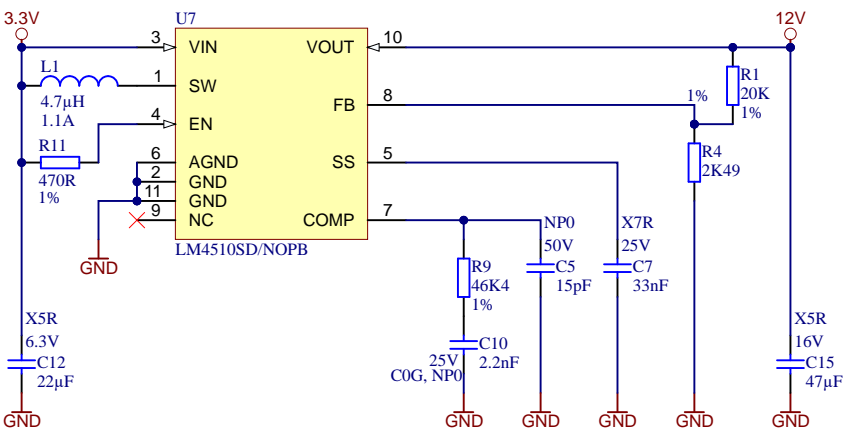 3.3V
U7
12V
3
VIN
VOUT
10
L1
4.7µH
1.1A
1
SW
R1
20K
1%
FB
8
1%
4
EN
R11
470R
1%
R4
2K49
6
AGND
SS
5
2
GND
11
GND
9
NC
COMP
7
LM4510SD/NOPB
GND
NP0
50V
C5
15pF
X7R
25V
C7
33nF
R9
46K4
1%
X5R
6.3V
C12
22µF
C10
2.2nF
25V
C0G, NP0
X5R
16V
C15
47µF
GND
GND
GND
GND
GND
GND